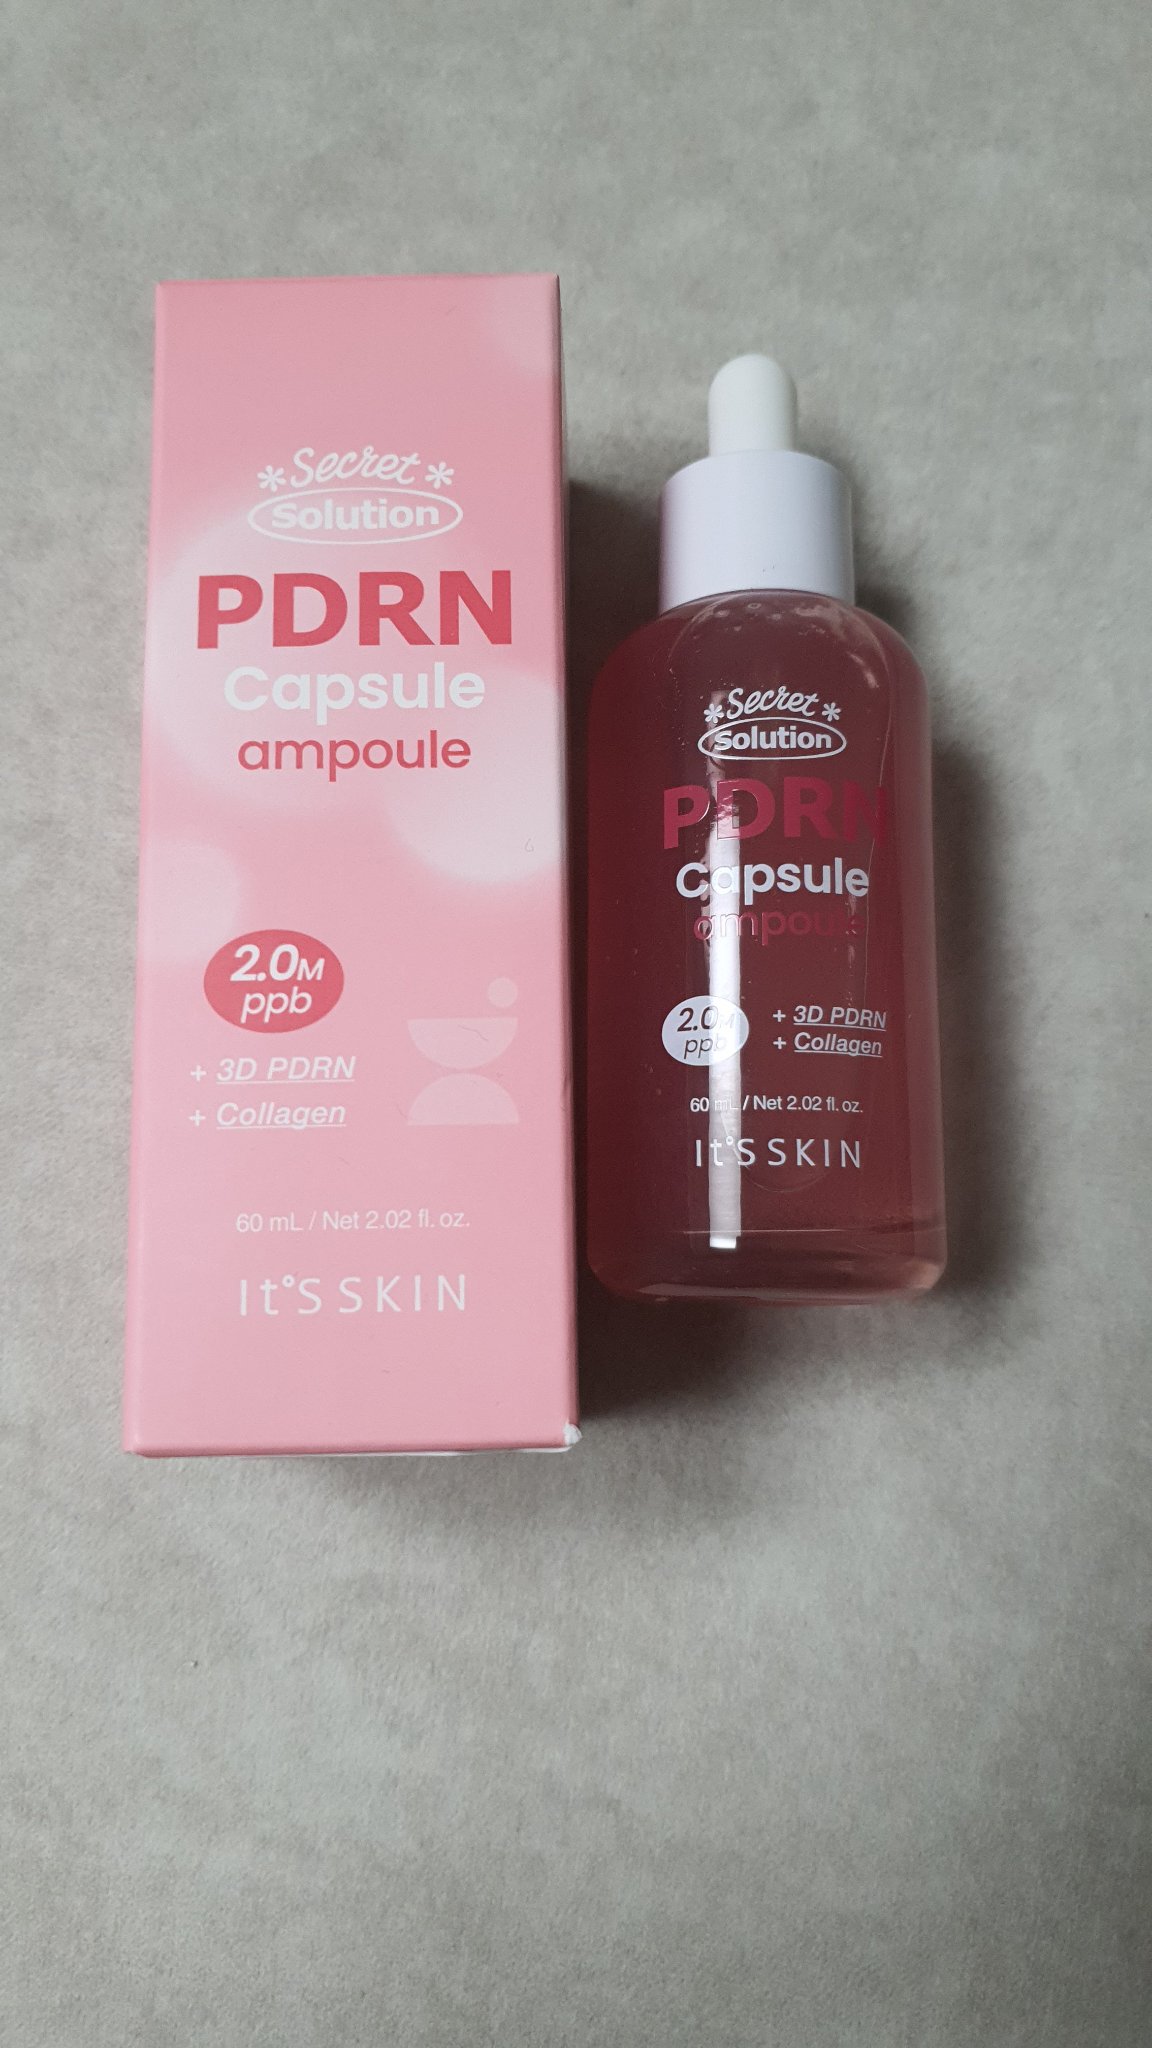 *Secret*
Solution
PDRN
Capsule
ampoule
2.0M
ppb
+ 3D PDRN
+ Collagen
60 mL / Net 2.02 fl. oz.
It'S SKIN
*Secret*
Solution
PDRN
Capsule
ampoule
2.0M
ppb
+ 3D PDRN
+ Collagen
60 mL / Net 2.02 fl. oz.
It'S SKIN